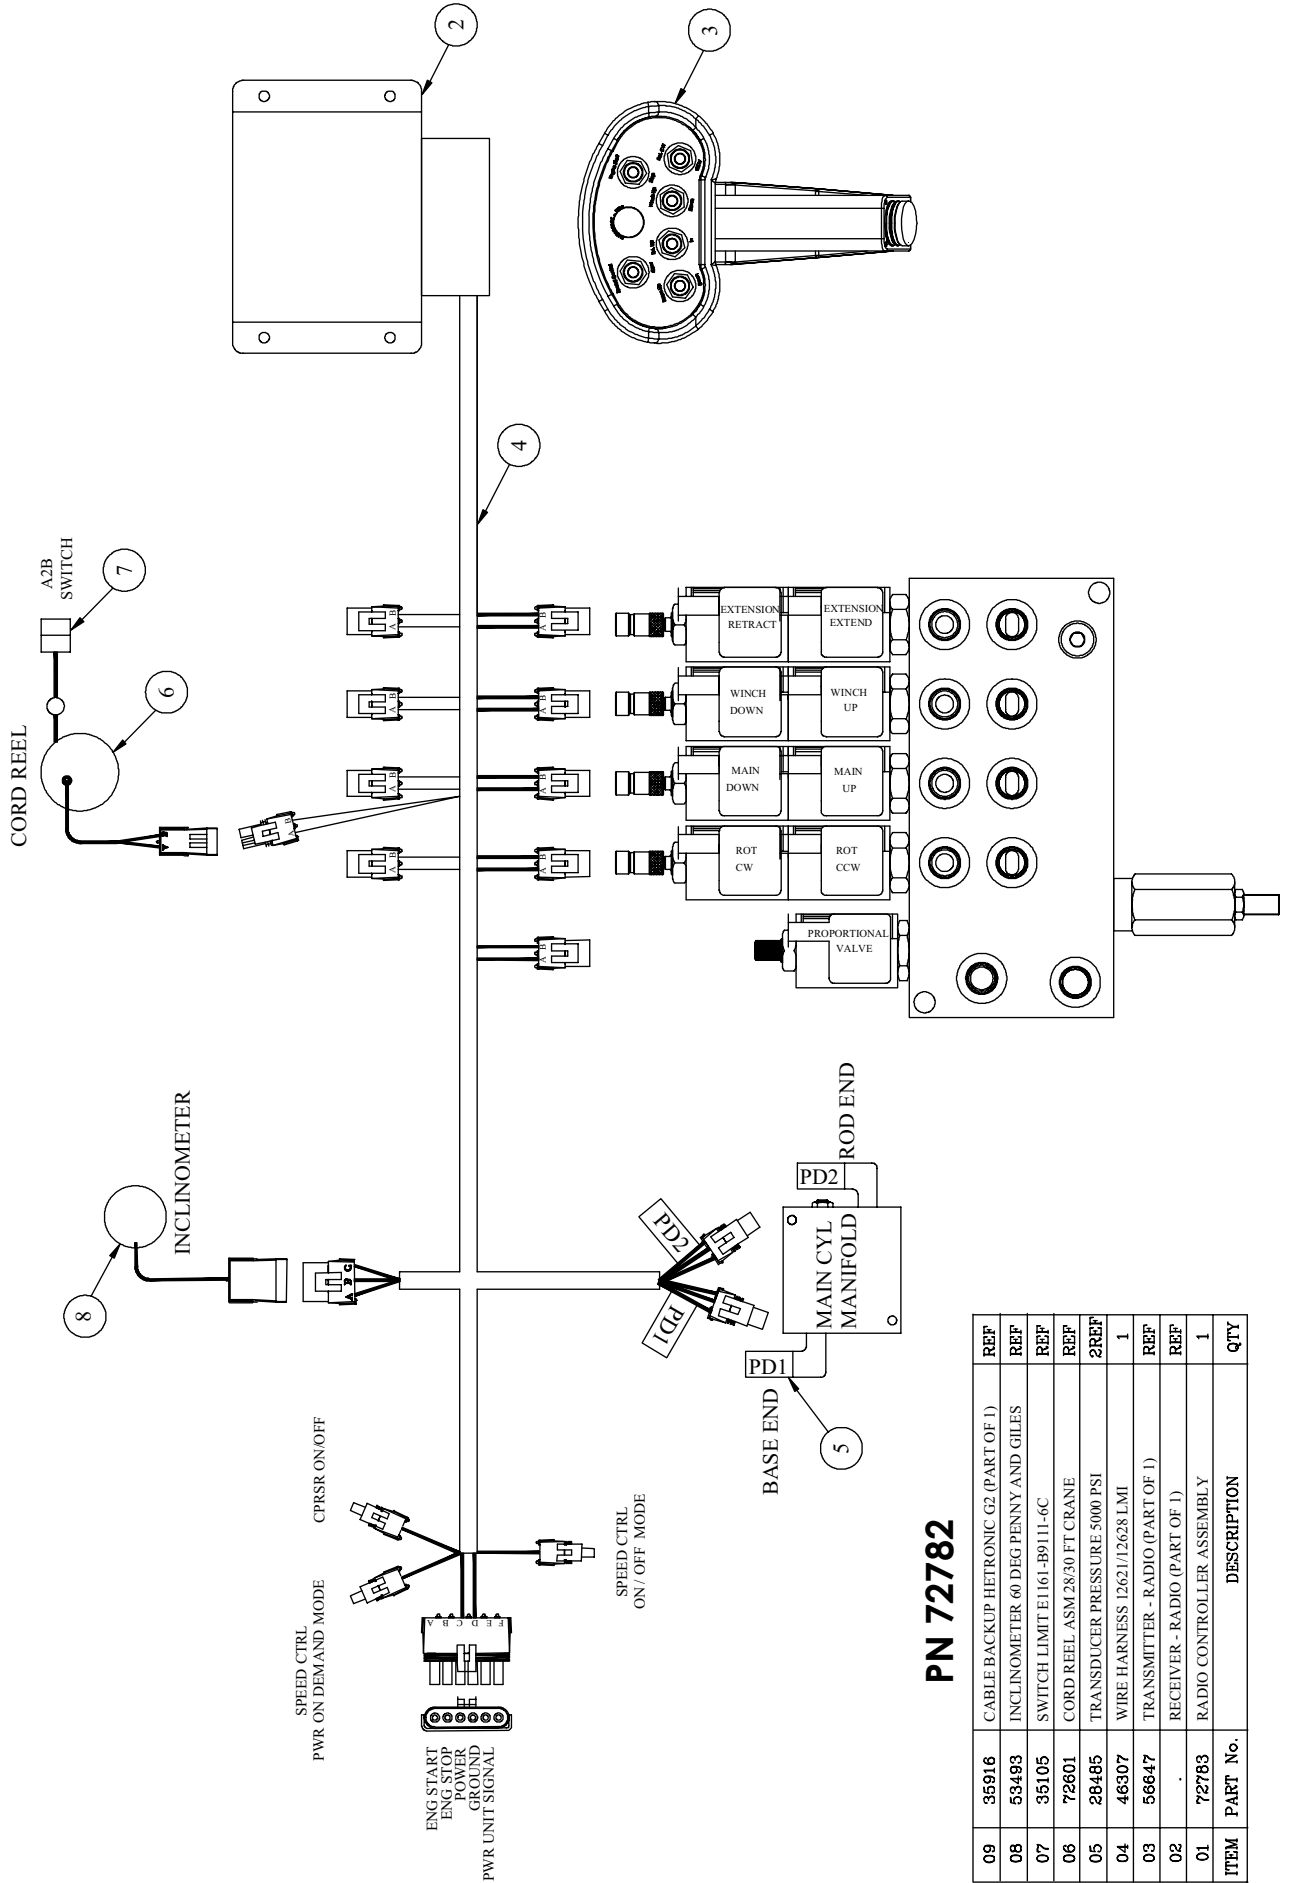 2
3
CORD REEL
A2B
SWITCH
7
6
4
A B
A B
A B
A B
A B
A B
A B
A B
A B
A B
A B
EXTENSION
RETRACT
EXTENSION
EXTEND
WINCH
DOWN
WINCH
UP
MAIN
DOWN
MAIN
UP
ROT
CW
ROT
CCW
PROPORTIONAL
VALVE
8
INCLINOMETER
A B C
PD2
PD1
PD2
ROD END
MAIN CYL
MANIFOLD
PD1
BASE END
5
CPRSR ON/OFF
SPEED CTRL
PWR ON DEMAND MODE
SPEED CTRL
ON / OFF MODE
A B C D E F
ENG START
ENG STOP
POWER
GROUND
PWR UNIT SIGNAL
PN 72782
09 35916 CABLE BACKUP HETRONIC G2 (PART OF 1) REF
08 53493 INCLINOMETER 60 DEG PENNY AND GILES REF
07 35105 SWITCH LIMIT E1161-B9111-6C REF
06 72601 CORD REEL ASM 28/30 FT CRANE REF
05 28485 TRANSDUCER PRESSURE 5000 PSI 2REF
04 46307 WIRE HARNESS 12621/12628 LMI 1
03 56647 TRANSMITTER - RADIO (PART OF 1) REF
02 . RECEIVER - RADIO (PART OF 1) REF
01 72783 RADIO CONTROLLER ASSEMBLY 1
ITEM PART No. DESCRIPTION QTY